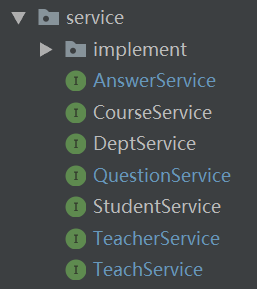 service
implement
I AnswerService
I CourseService
I DeptService
I QuestionService
I StudentService
I TeacherService
I TeachService